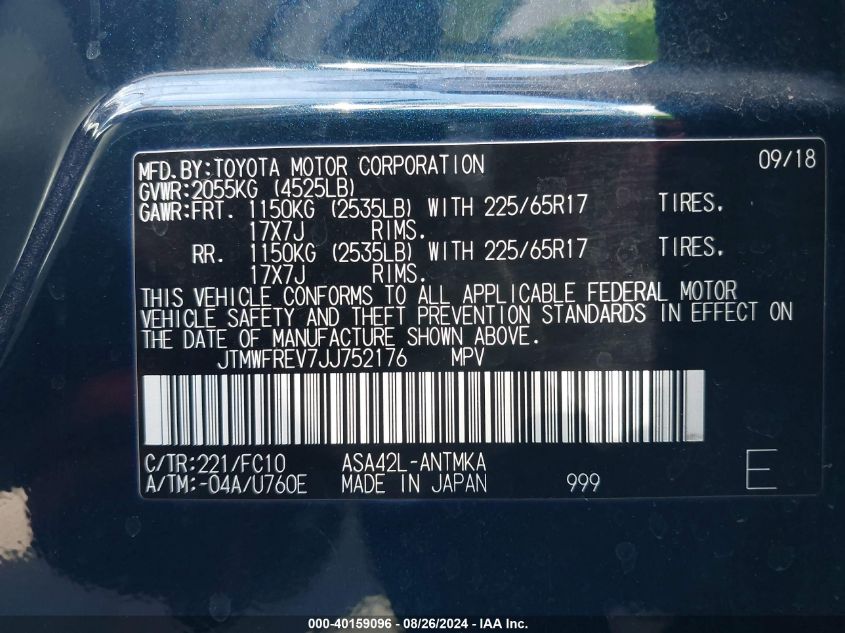 MFD.BY:TOYOTA MOTOR CORPORATION 09/18
GVWR:2055KG (4525LB)
GAWR:FRT. 1150KG (2535LB) WITH 225/65R17 TIRES.
17X7J RIMS.
RR. 1150KG (2535LB) WITH 225/65R17 TIRES.
17X7J RIMS.
THIS VEHICLE CONFORMS TO ALL APPLICABLE FEDERAL MOTOR
VEHICLE SAFETY AND THEFT PREVENTION STANDARDS IN EFFECT ON
THE DATE OF MANUFACTURE SHOWN ABOVE.
JTMWFREV7JJ752176 MPV
C/TR:221/FC10 ASA42L-ANTMKA E
A/TM:-04A/U760E MADE IN JAPAN 999
000-40159096 - 08/26/2024 - IAA Inc.